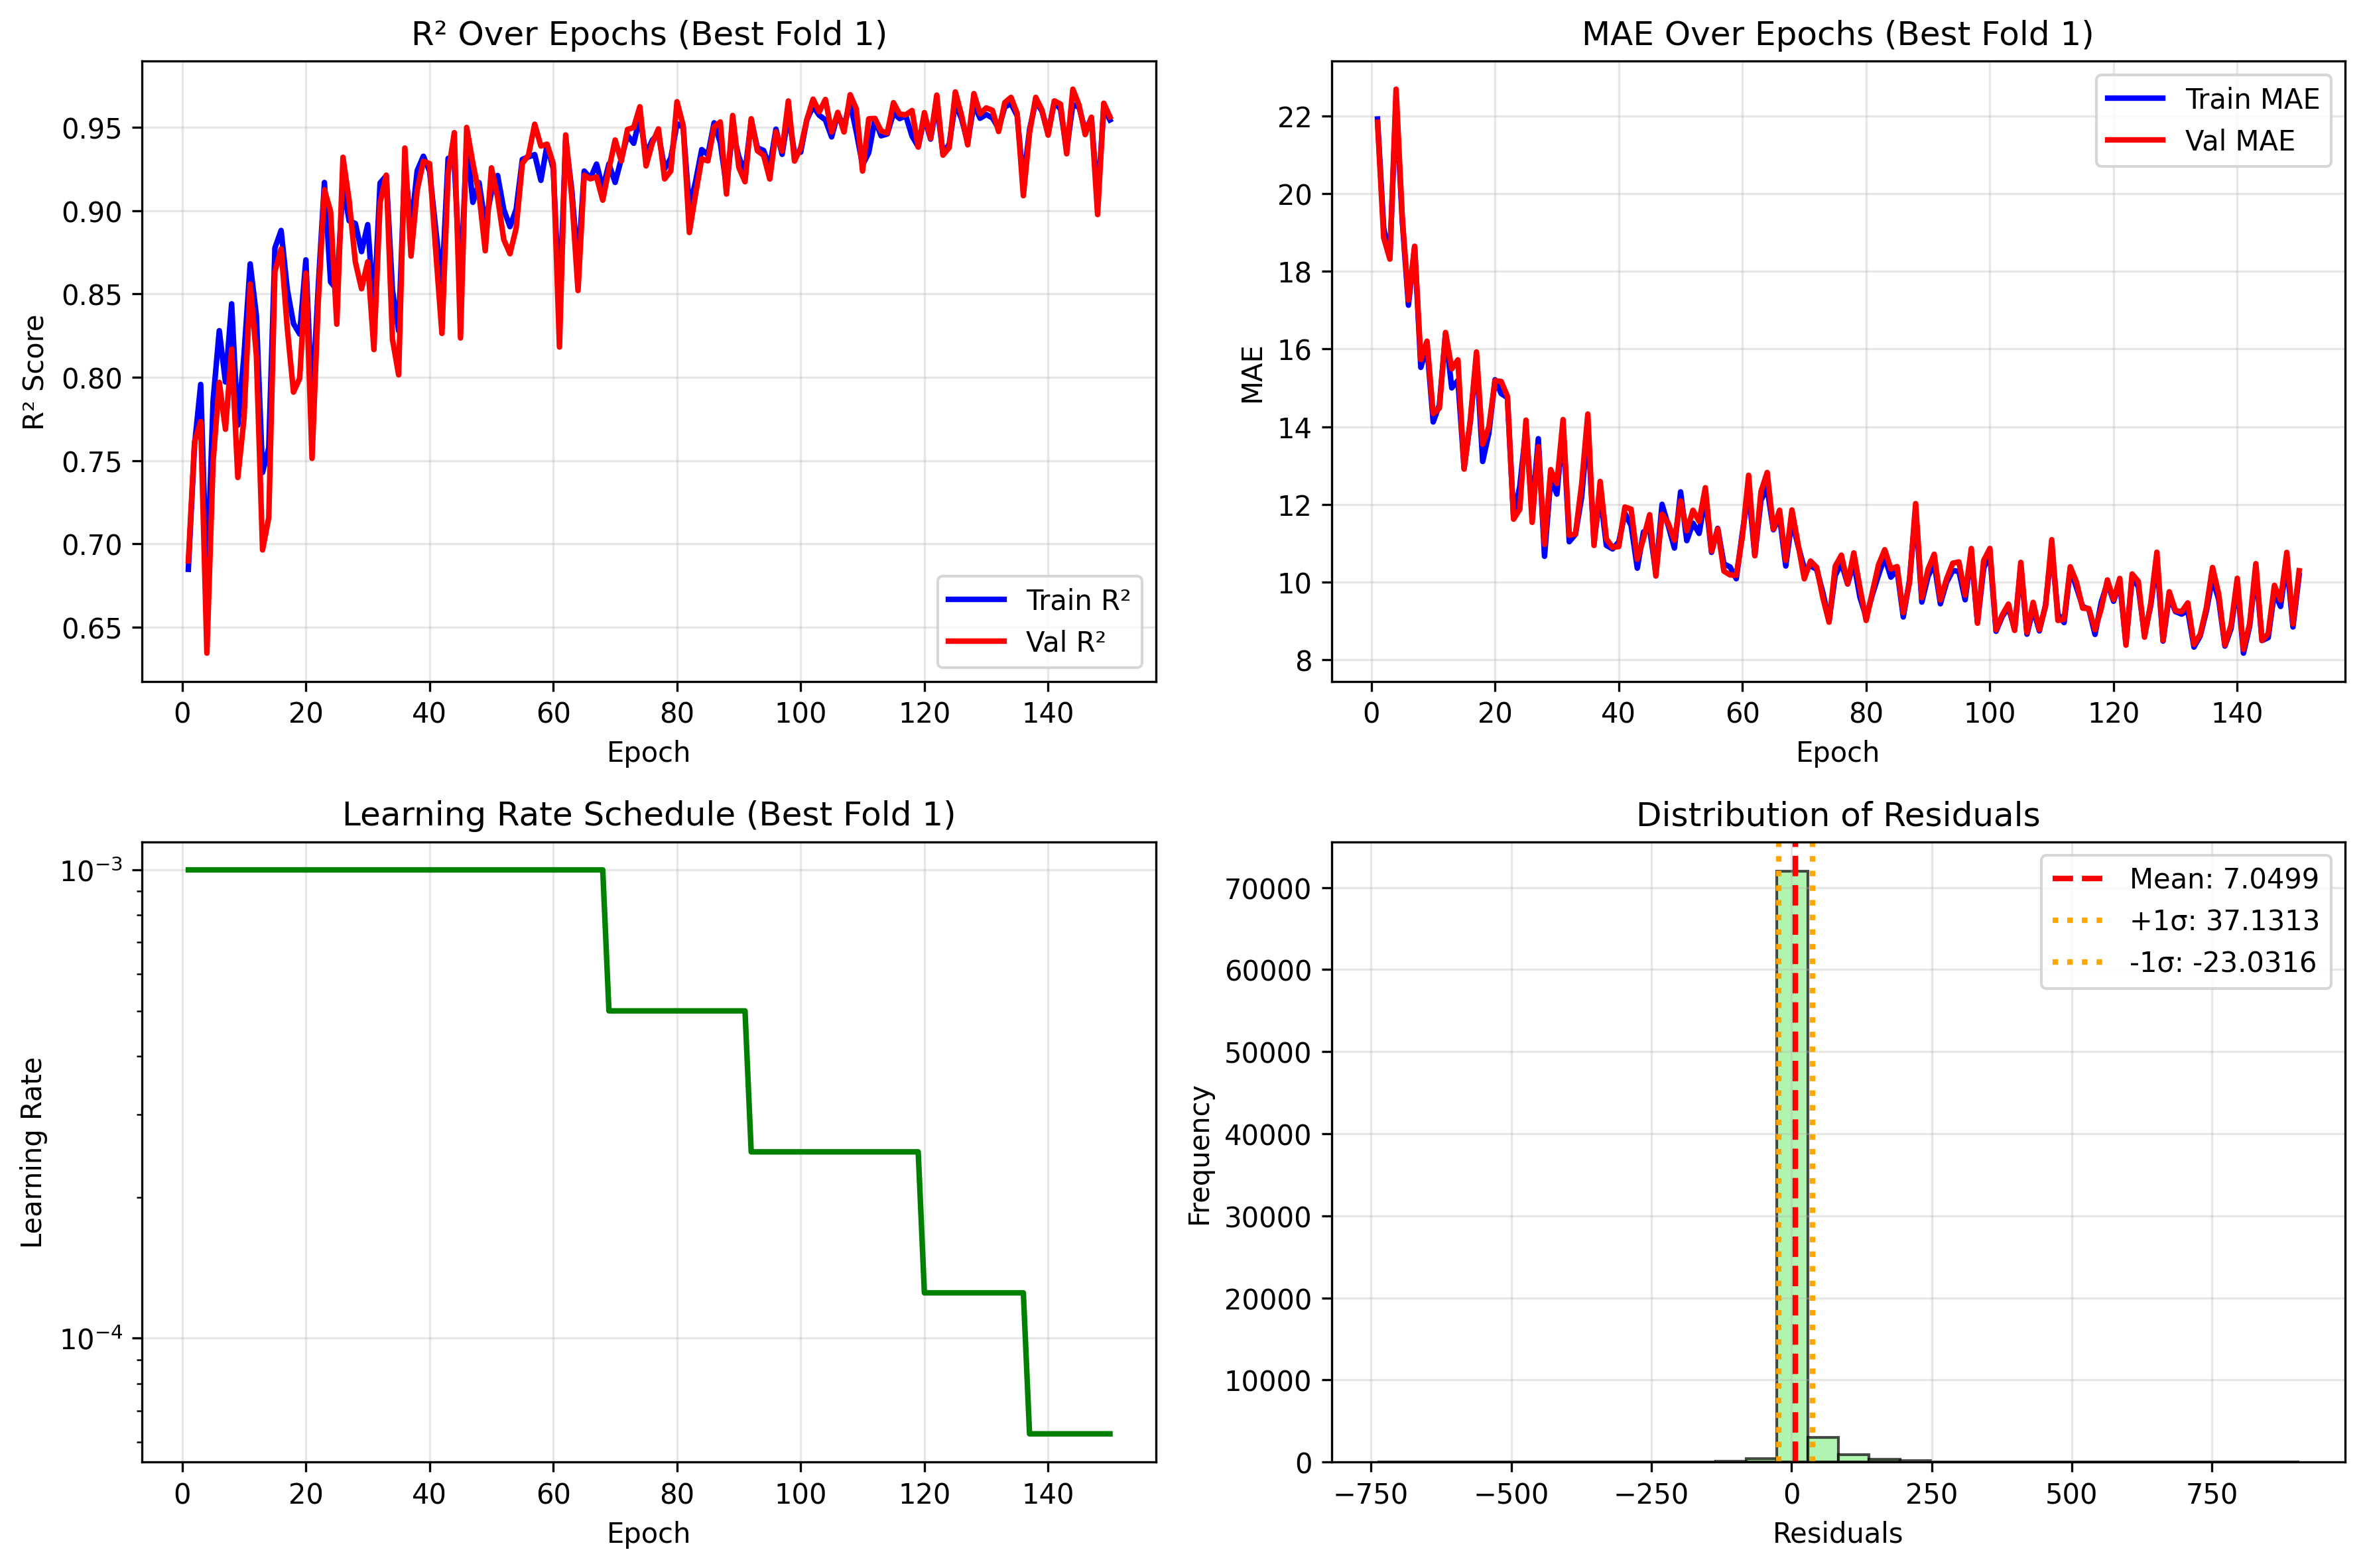 R² Over Epochs (Best Fold 1)
R² Score
0.95
0.90
0.85
0.80
0.75
0.70
0.65
Train R²
Val R²
0 20 40 60 80 100 120 140
Epoch
MAE Over Epochs (Best Fold 1)
MAE
22
20
18
16
14
12
10
8
Train MAE
Val MAE
0 20 40 60 80 100 120 140
Epoch
Learning Rate Schedule (Best Fold 1)
Learning Rate
10⁻³
10⁻⁴
0 20 40 60 80 100 120 140
Epoch
Distribution of Residuals
Frequency
70000
60000
50000
40000
30000
20000
10000
0
Mean: 7.0499
+1σ: 37.1313
-1σ: -23.0316
−750 −500 −250 0 250 500 750
Residuals